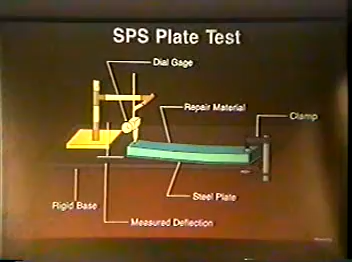 SPS Plate Test
Dial Gage
Repair Material
Clamp
Steel Plate
Rigid Base
Measured Deflection